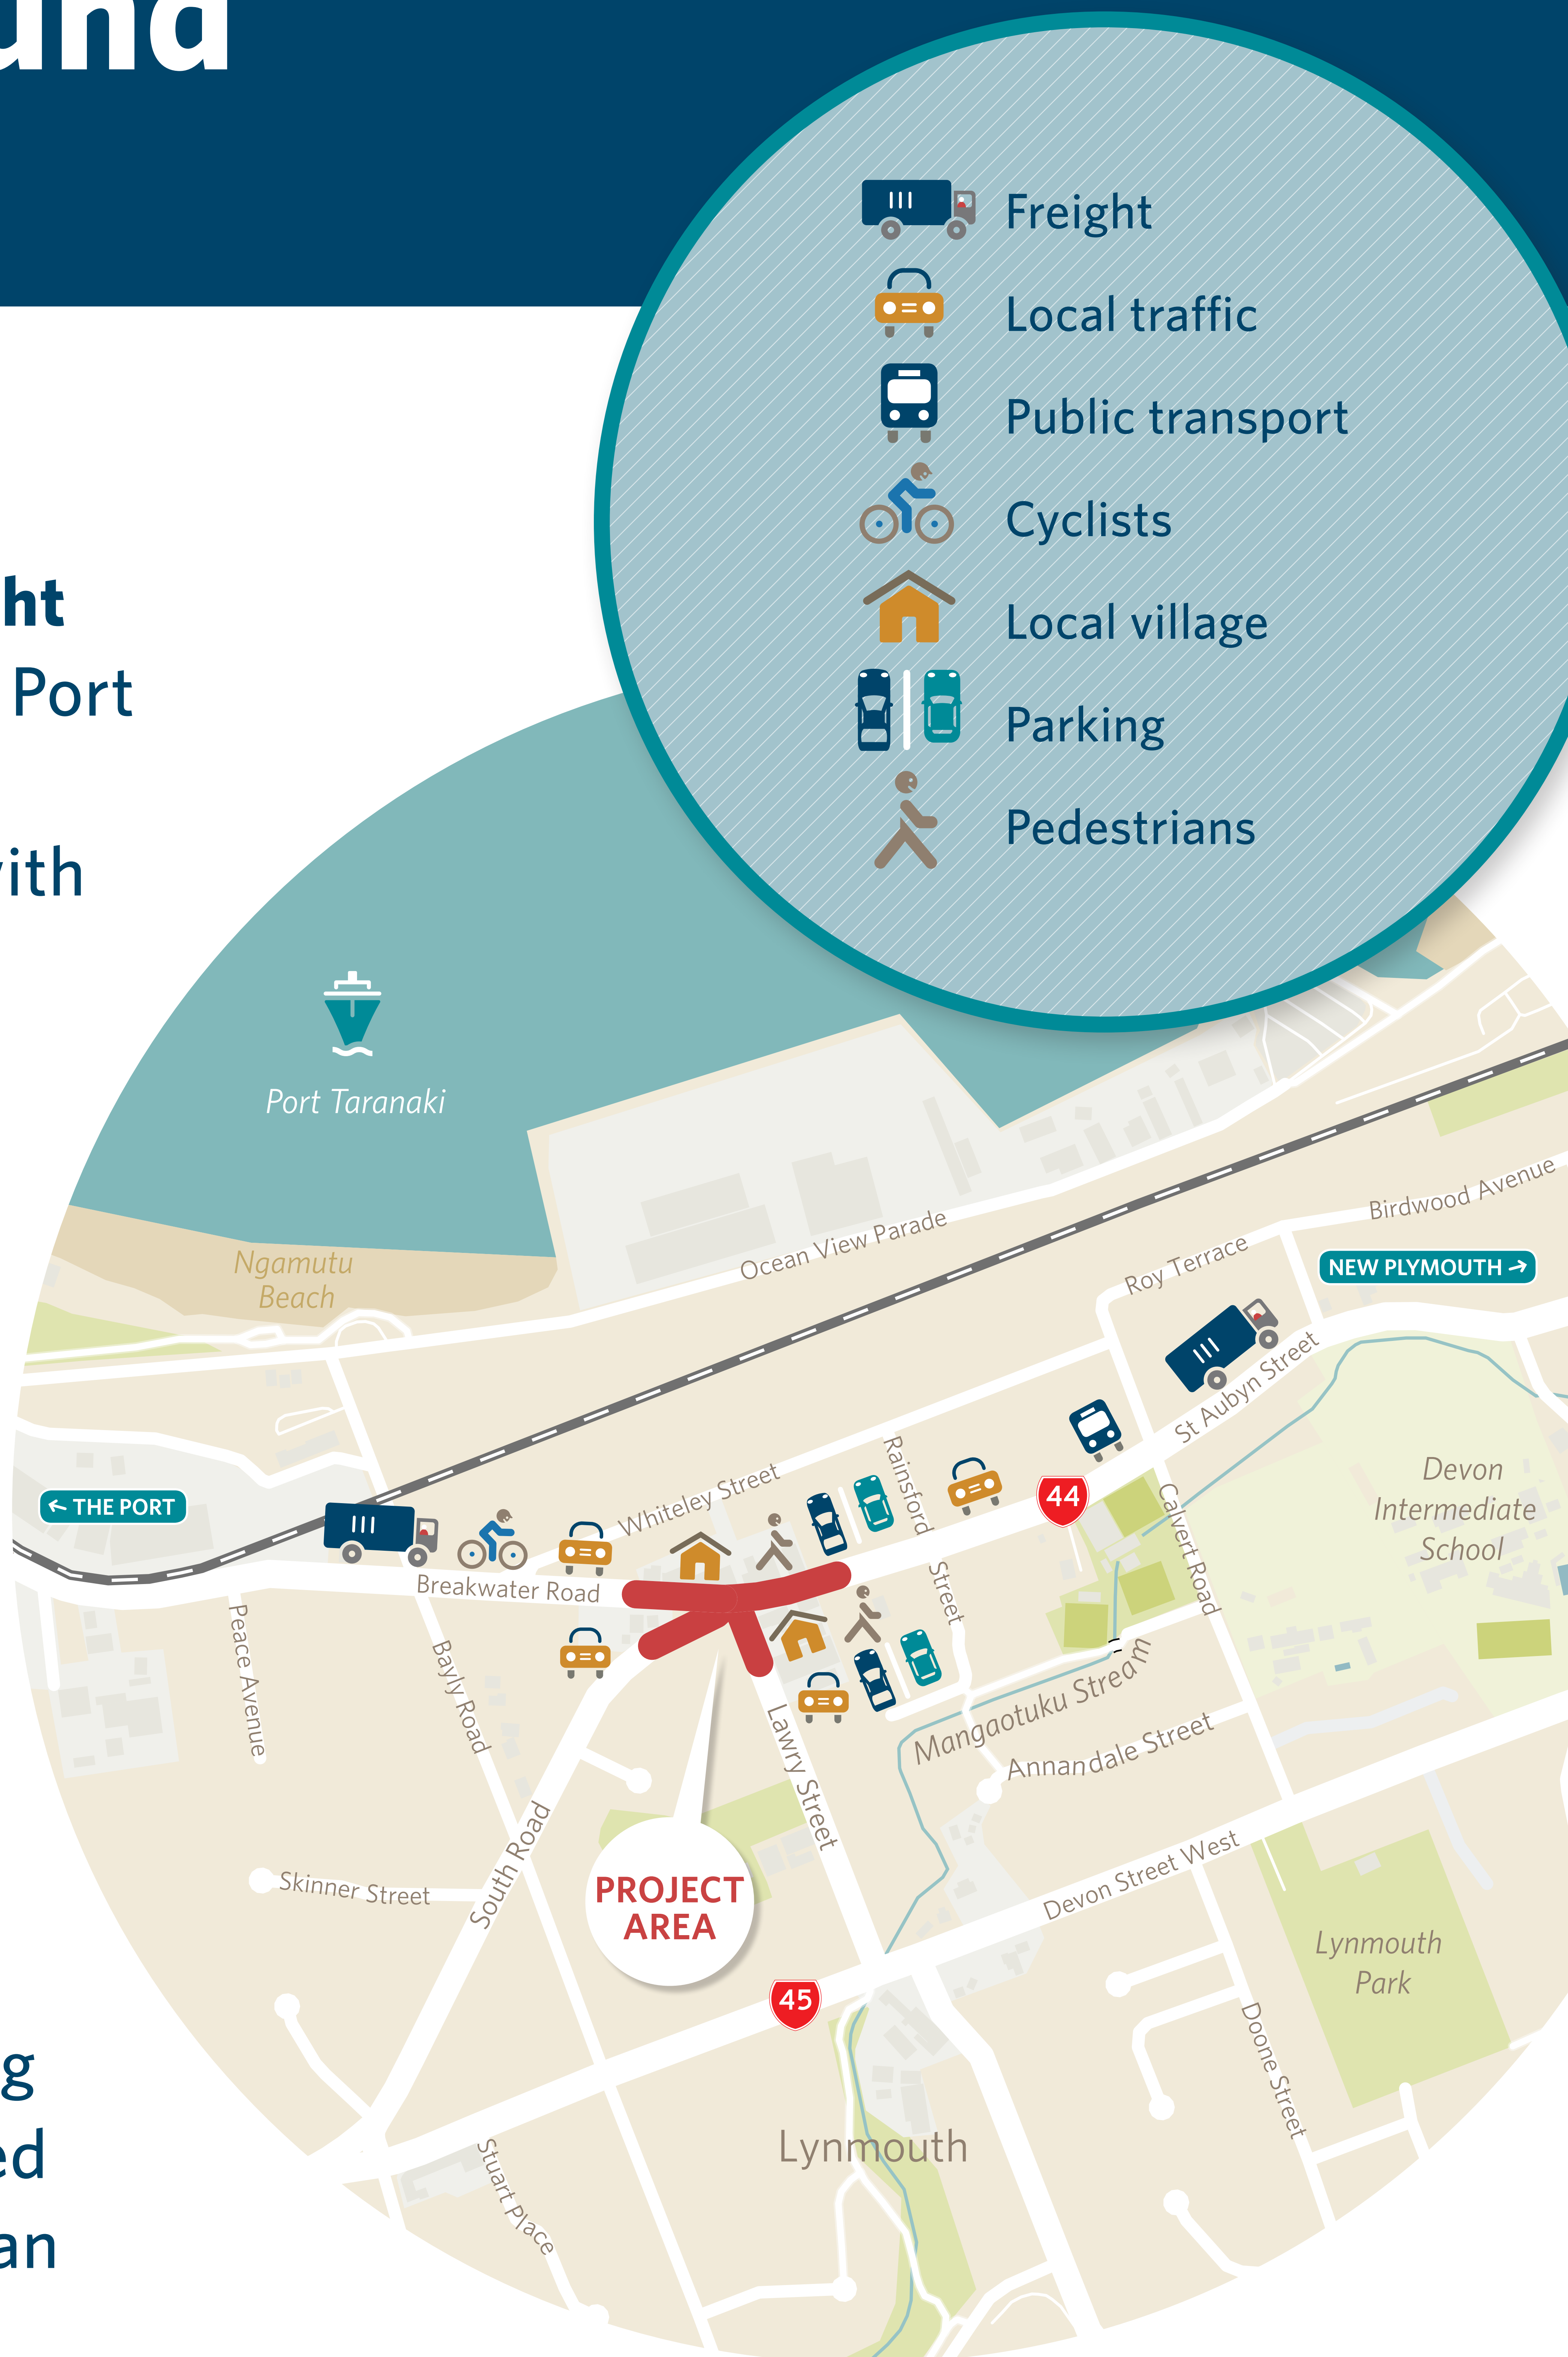 und
Freight
Local traffic
Public transport
Cyclists
Local village
Parking
Pedestrians
ht
Port
ith
Port Taranaki
Ngamutu
Beach
Ocean View Parade
Birdwood Avenue
Roy Terrace
NEW PLYMOUTH →
St Aubyn Street
Devon
Intermediate
School
← THE PORT
Whiteley Street
Rainsford Street
44
Calvert Road
Breakwater Road
Peace Avenue
Bayly Road
Mangaotuku Stream
Lawry Street
Annandale Street
South Road
Skinner Street
PROJECT
AREA
Devon Street West
Lynmouth
Park
45
Doone Street
Lynmouth
Stuart Place
g
ed
an